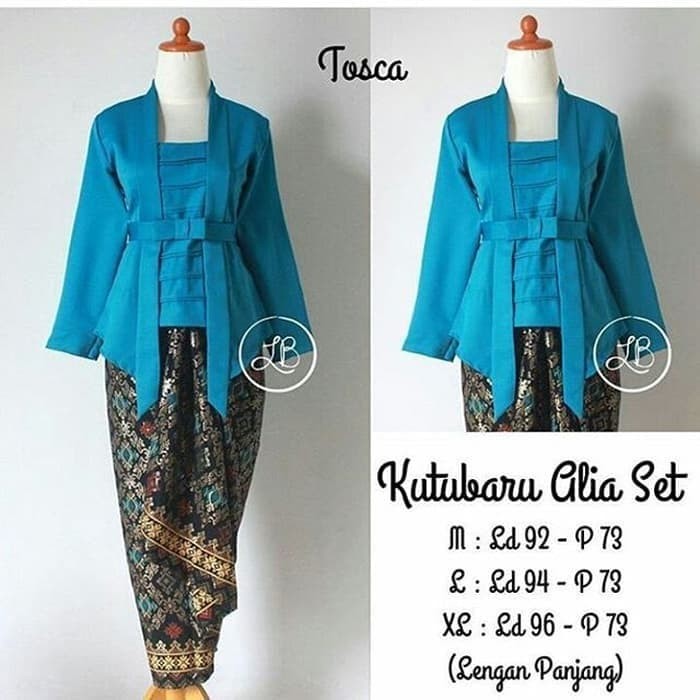 Tosca
LB
LB
Kutubaru Alia Set
M : Ld 92 - P 73
L : Ld 94 - P 73
XL : Ld 96 - P 73
(Lengan Panjang)